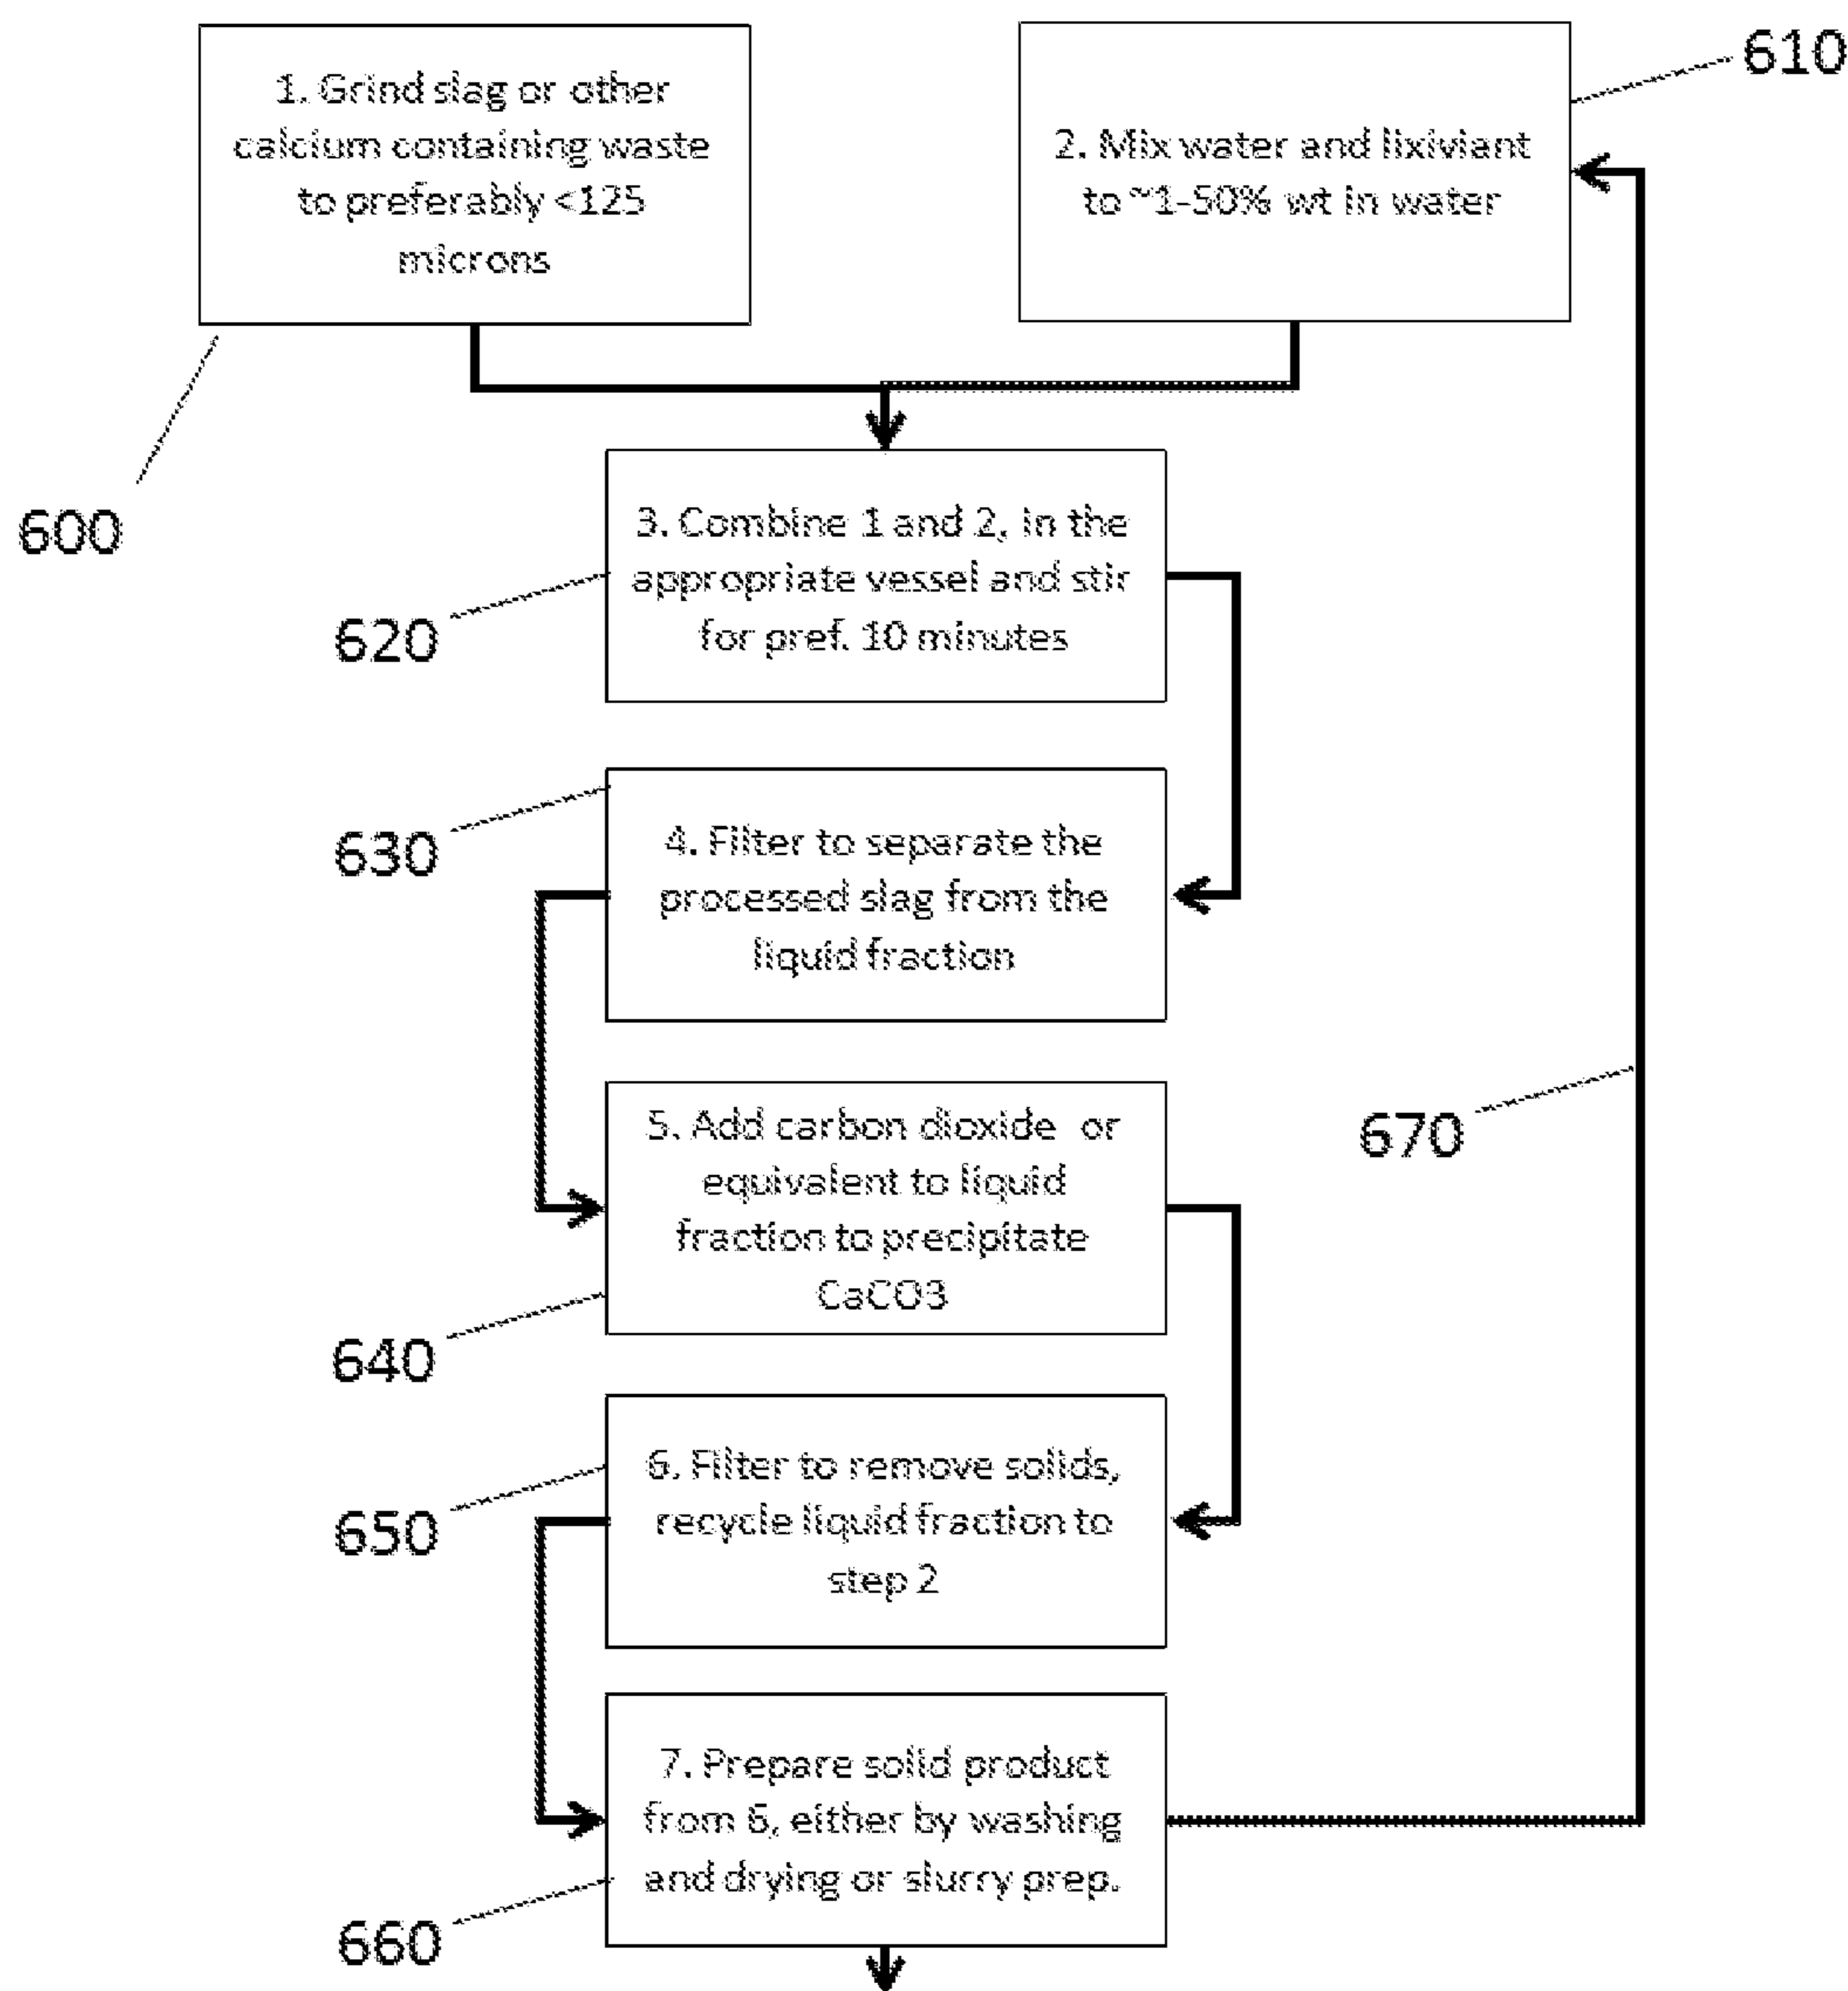 1. Grind slag or other
calcium containing waste
to preferably <125
microns
610
2. Mix water and lixiviant
to ~1-50% wt in water
600
3. Combine 1 and 2, in the
appropriate vessel and stir
for pref. 10 minutes
620
630
4. Filter to separate the
processed slag from the
liquid fraction
5. Add carbon dioxide or
equivalent to liquid
fraction to precipitate
CaCO3
670
640
6. Filter to remove solids,
recycle liquid fraction to
step 2
650
7. Prepare solid product
from 6, either by washing
and drying or slurry prep.
660